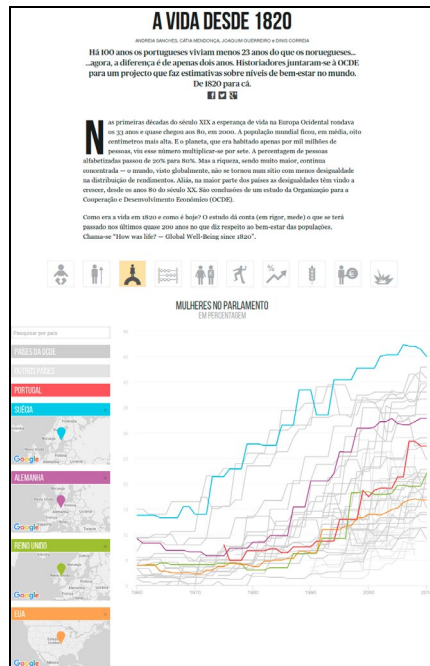 A VIDA DESDE 1820
ANDREIA SANCHES, CÁTIA MENDONÇA, JOAQUIM GUERREIRO e DINIS CORREIA
Há 100 anos os portugueses viviam menos 23 anos do que os noruegueses...
...agora, a diferença é de apenas dois anos. Historiadores juntaram-se à OCDE
para um projecto que faz estimativas sobre níveis de bem-estar no mundo.
De 1820 para cá.
Nas primeiras décadas do século XIX a esperança de vida na Europa Ocidental rondava
os 33 anos e quase chegou aos 80, em 2000. A população mundial ficou, em média, oito
centímetros mais alta. E o planeta, que era habitado apenas por mil milhões de
pessoas, viu esse número multiplicar-se por sete. A percentagem de pessoas
alfabetizadas passou de 20% para 80%. Mas a riqueza, sendo muito maior, continua
concentrada — o mundo, visto globalmente, não se tornou num sítio com menos desigualdade
na distribuição de rendimentos. Aliás, na maior parte dos países as desigualdades têm vindo a
crescer, desde os anos 80 do século XX. São conclusões de um estudo da Organização para a
Cooperação e Desenvolvimento Económico (OCDE).
Como era a vida em 1820 e como é hoje? O estudo dá conta (em rigor, mede) o que se terá
passado nos últimos quase 200 anos no que diz respeito ao bem-estar das populações.
Chama-se “How was life? — Global Well-Being since 1820”.
MULHERES NO PARLAMENTO
EM PERCENTAGEM
Pesquisar por país
PAÍSES DA OCDE
OUTROS PAÍSES
PORTUGAL
SUÉCIA
Google
ALEMANHA
Google
REINO UNIDO
Google
EUA
Google
1960
1970
1980
1990
2000